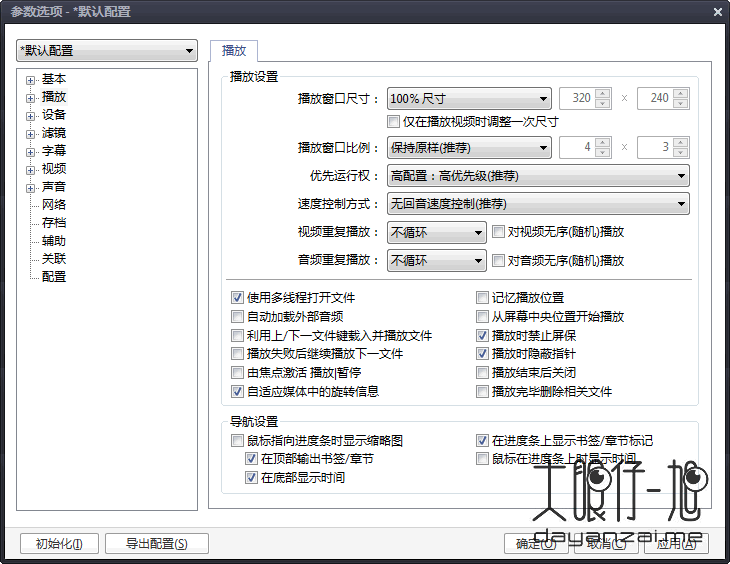 参数选项 - *默认配置
*默认配置
基本
播放
设备
滤镜
字幕
视频
声音
网络
存档
辅助
关联
配置
播放
播放设置
播放窗口尺寸： 100% 尺寸 320 x 240
仅在播放视频时调整一次尺寸
播放窗口比例： 保持原样(推荐) 4 x 3
优先运行权： 高配置：高优先级(推荐)
速度控制方式： 无回音速度控制(推荐)
视频重复播放： 不循环 对视频无序(随机)播放
音频重复播放： 不循环 对音频无序(随机)播放
使用多线程打开文件 记忆播放位置
自动加载外部音频 从屏幕中央位置开始播放
利用上/下一文件键载入并播放文件 播放时禁止屏保
播放失败后继续播放下一文件 播放时隐蔽指针
由焦点激活 播放|暂停 播放结束后关闭
自适应媒体中的旋转信息 播放完毕删除相关文件
导航设置
鼠标指向进度条时显示缩略图 在进度条上显示书签/章节标记
在顶部输出书签/章节 鼠标在进度条上时显示时间
在底部显示时间
大眼仔~旭
dayanzai.me
初始化(I) 导出配置(S) 确定(O) 取消(C) 应用(A)